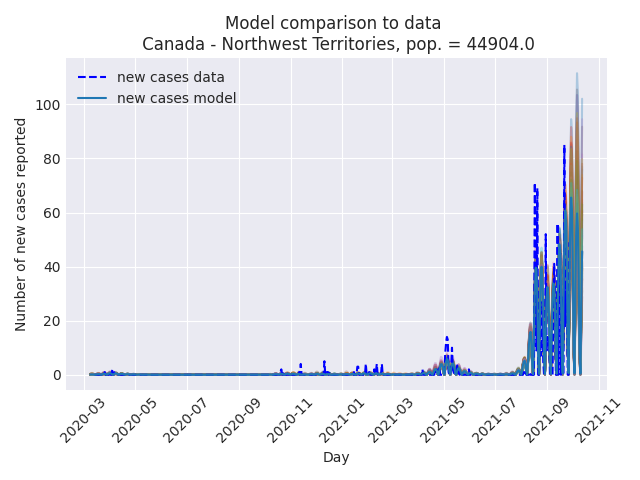 Model comparison to data
Canada - Northwest Territories, pop. = 44904.0
new cases data
new cases model
Number of new cases reported
100
80
60
40
20
0
2020-03
2020-05
2020-07
2020-09
2020-11
2021-01
2021-03
2021-05
2021-07
2021-09
2021-11
Day